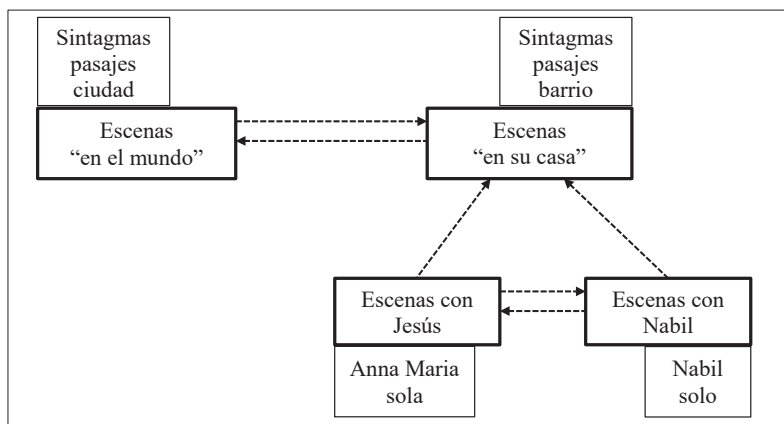 Sintagmas
pasajes
ciudad
Sintagmas
pasajes
barrio
Escenas
“en el mundo”
Escenas
“en su casa”
Escenas con
Jesús
Escenas con
Nabil
Anna Maria
sola
Nabil
solo